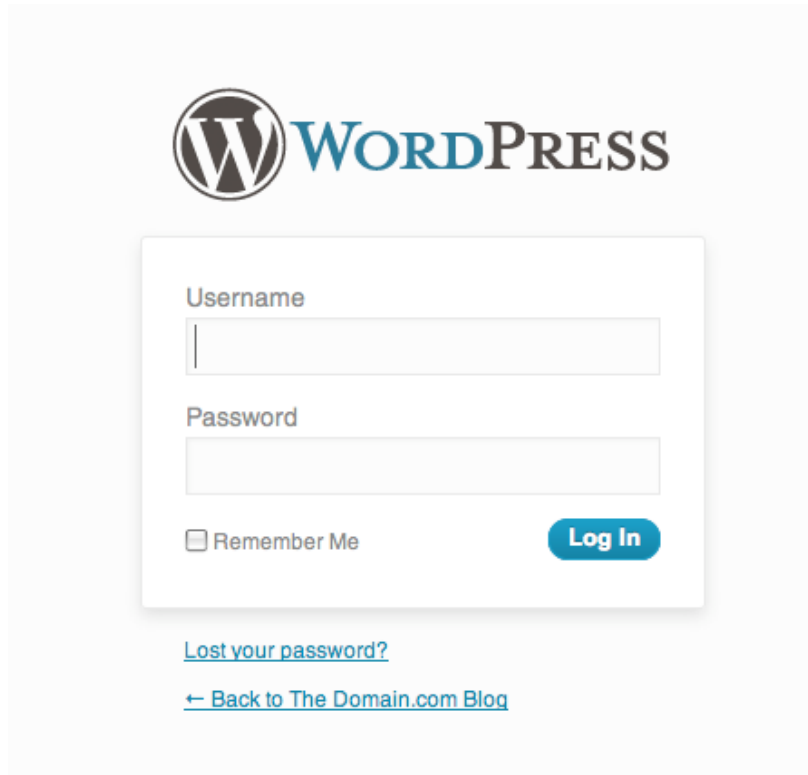 WORDPRESS
Username
Password
Remember Me
Log In
Lost your password?
← Back to The Domain.com Blog